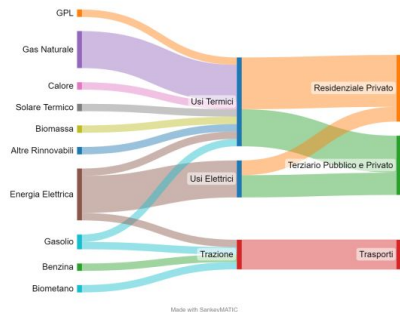 GPL
Gas Naturale
Calore
Solare Termico
Biomassa
Altre Rinnovabili
Energia Elettrica
Gasolio
Benzina
Biometano
Usi Termici
Usi Elettrici
Trazione
Residenziale Privato
Terziario Pubblico e Privato
Trasporti
Made with SankeyMATIC